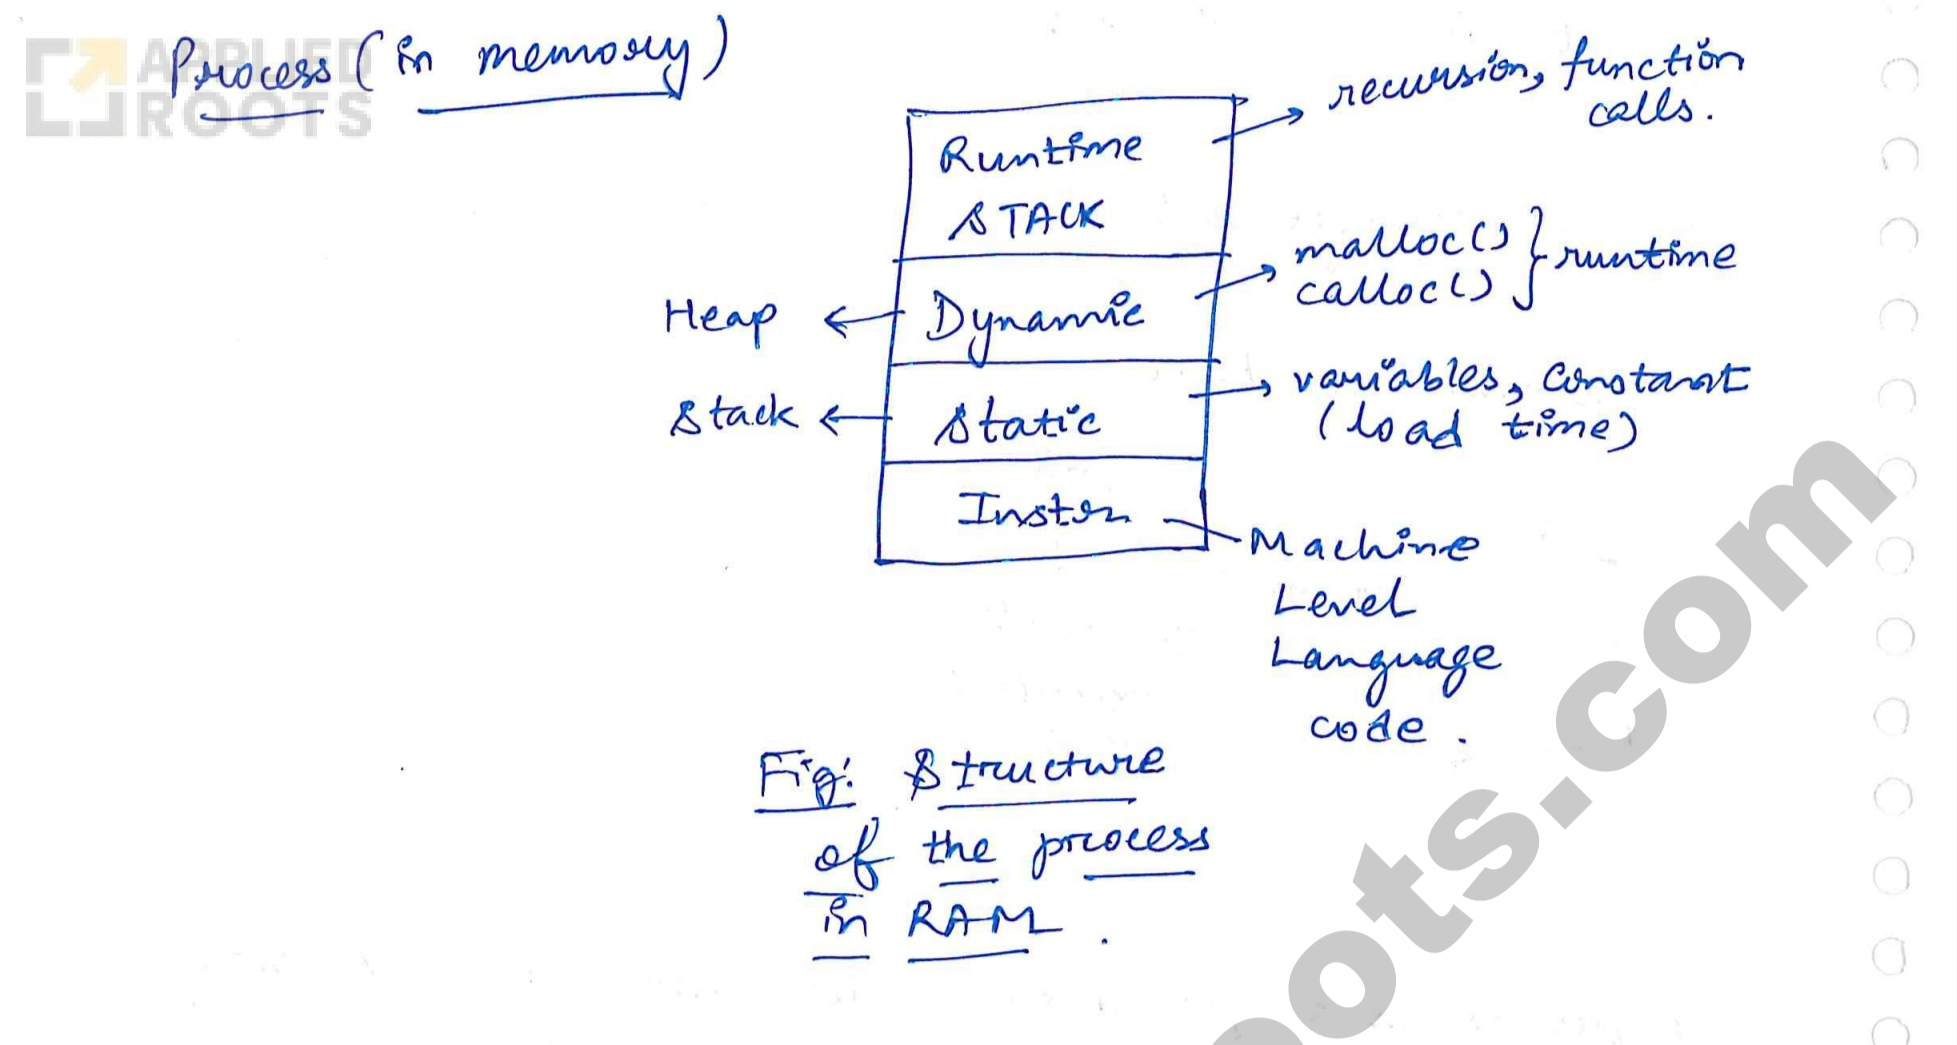 APPLIED
ROOTS
Process (in memory)
Runtime
STACK
recursion, function
calls.
Heap
Dynamic
malloc()
calloc()
runtime
Stack
Static
variables, constant
(load time)
Instrn
Machine
Level
Language
code.
Fig: Structure
of the process
in RAM.
ots.com